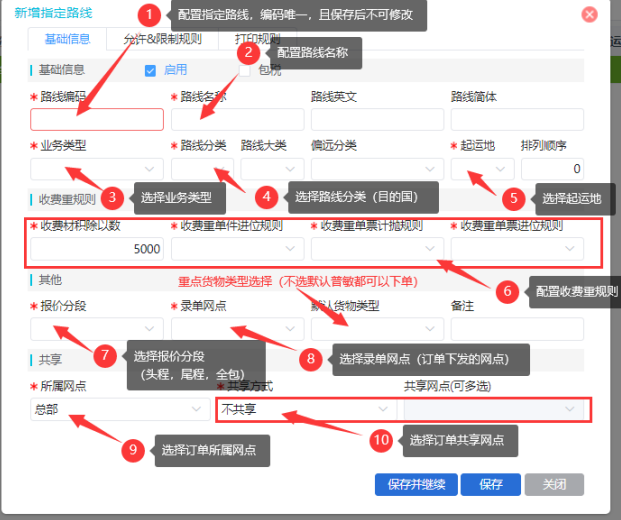 新增指定路线
1 配置指定路线，编码唯一，且保存后不可修改
基础信息 允许&限制规则 打印规则
2 配置路线名称
基础信息 启用 包税
* 路线编码 * 路线名称 路线英文 路线简体
* 业务类型 * 路线分类 路线大类 偏远分类 * 起运地 排列顺序
0
3 选择业务类型
4 选择路线分类（目的国）
5 选择起运地
收费重规则
* 收费材积除以数 * 收费重单件进位规则 * 收费重单票计抛规则 * 收费重单票进位规则
5000
6 配置收费重规则
其他
重点货物类型选择（不选默认普敏都可以下单）
* 报价分段 * 录单网点 默认货物类型 备注
7 选择报价分段
（头程，尾程，全包）
8 选择录单网点（订单下发的网点）
共享
* 所属网点 * 共享方式 共享网点(可多选)
总部 不共享
9 选择订单所属网点
10 选择订单共享网点
保存并继续 保存 关闭